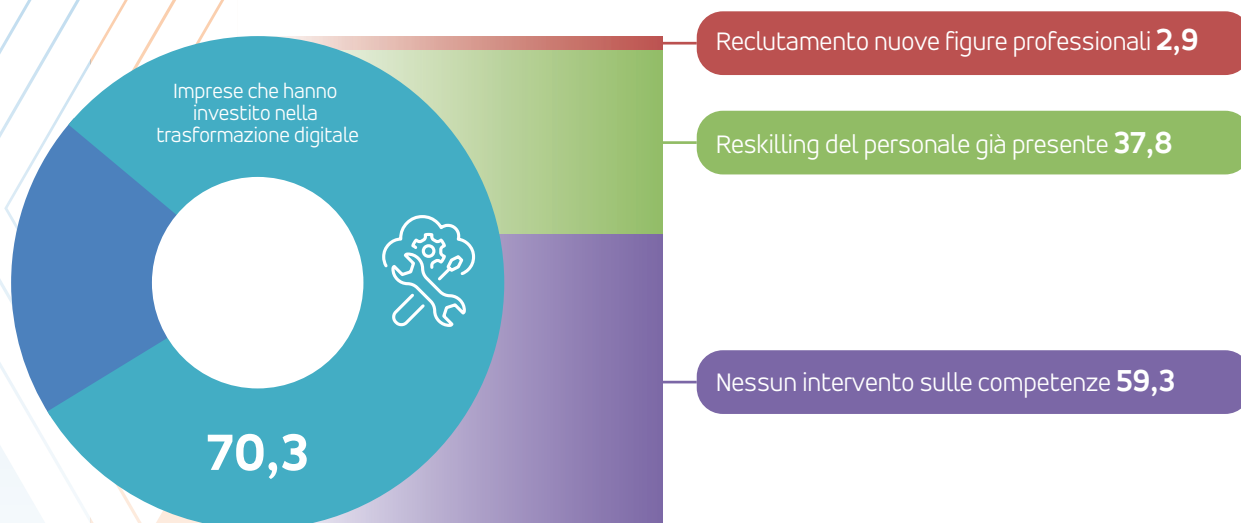 Imprese che hanno
investito nella
trasformazione digitale
70,3
Reclutamento nuove figure professionali 2,9
Reskilling del personale già presente 37,8
Nessun intervento sulle competenze 59,3